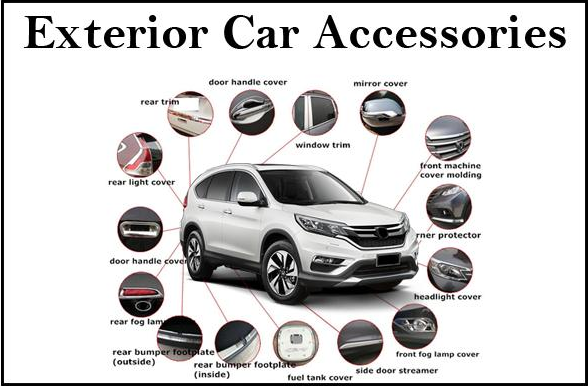 Exterior Car Accessories
door handle cover
mirror cover
rear trim
window trim
front machine
cover molding
rear light cover
rner protector
door handle cover
headlight cover
rear fog lamp
front fog lamp cover
rear bumper footplate
(outside)
rear bumper footplate
(inside)
fuel tank cover
side door streamer